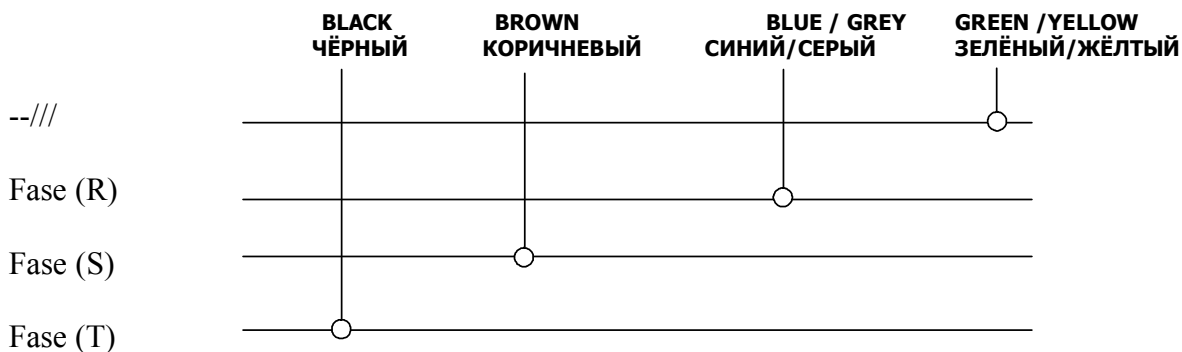 BLACK BROWN BLUE / GREY GREEN /YELLOW
ЧЁРНЫЙ КОРИЧНЕВЫЙ СИНИЙ/СЕРЫЙ ЗЕЛЁНЫЙ/ЖЁЛТЫЙ
--///
Fase (R)
Fase (S)
Fase (T)